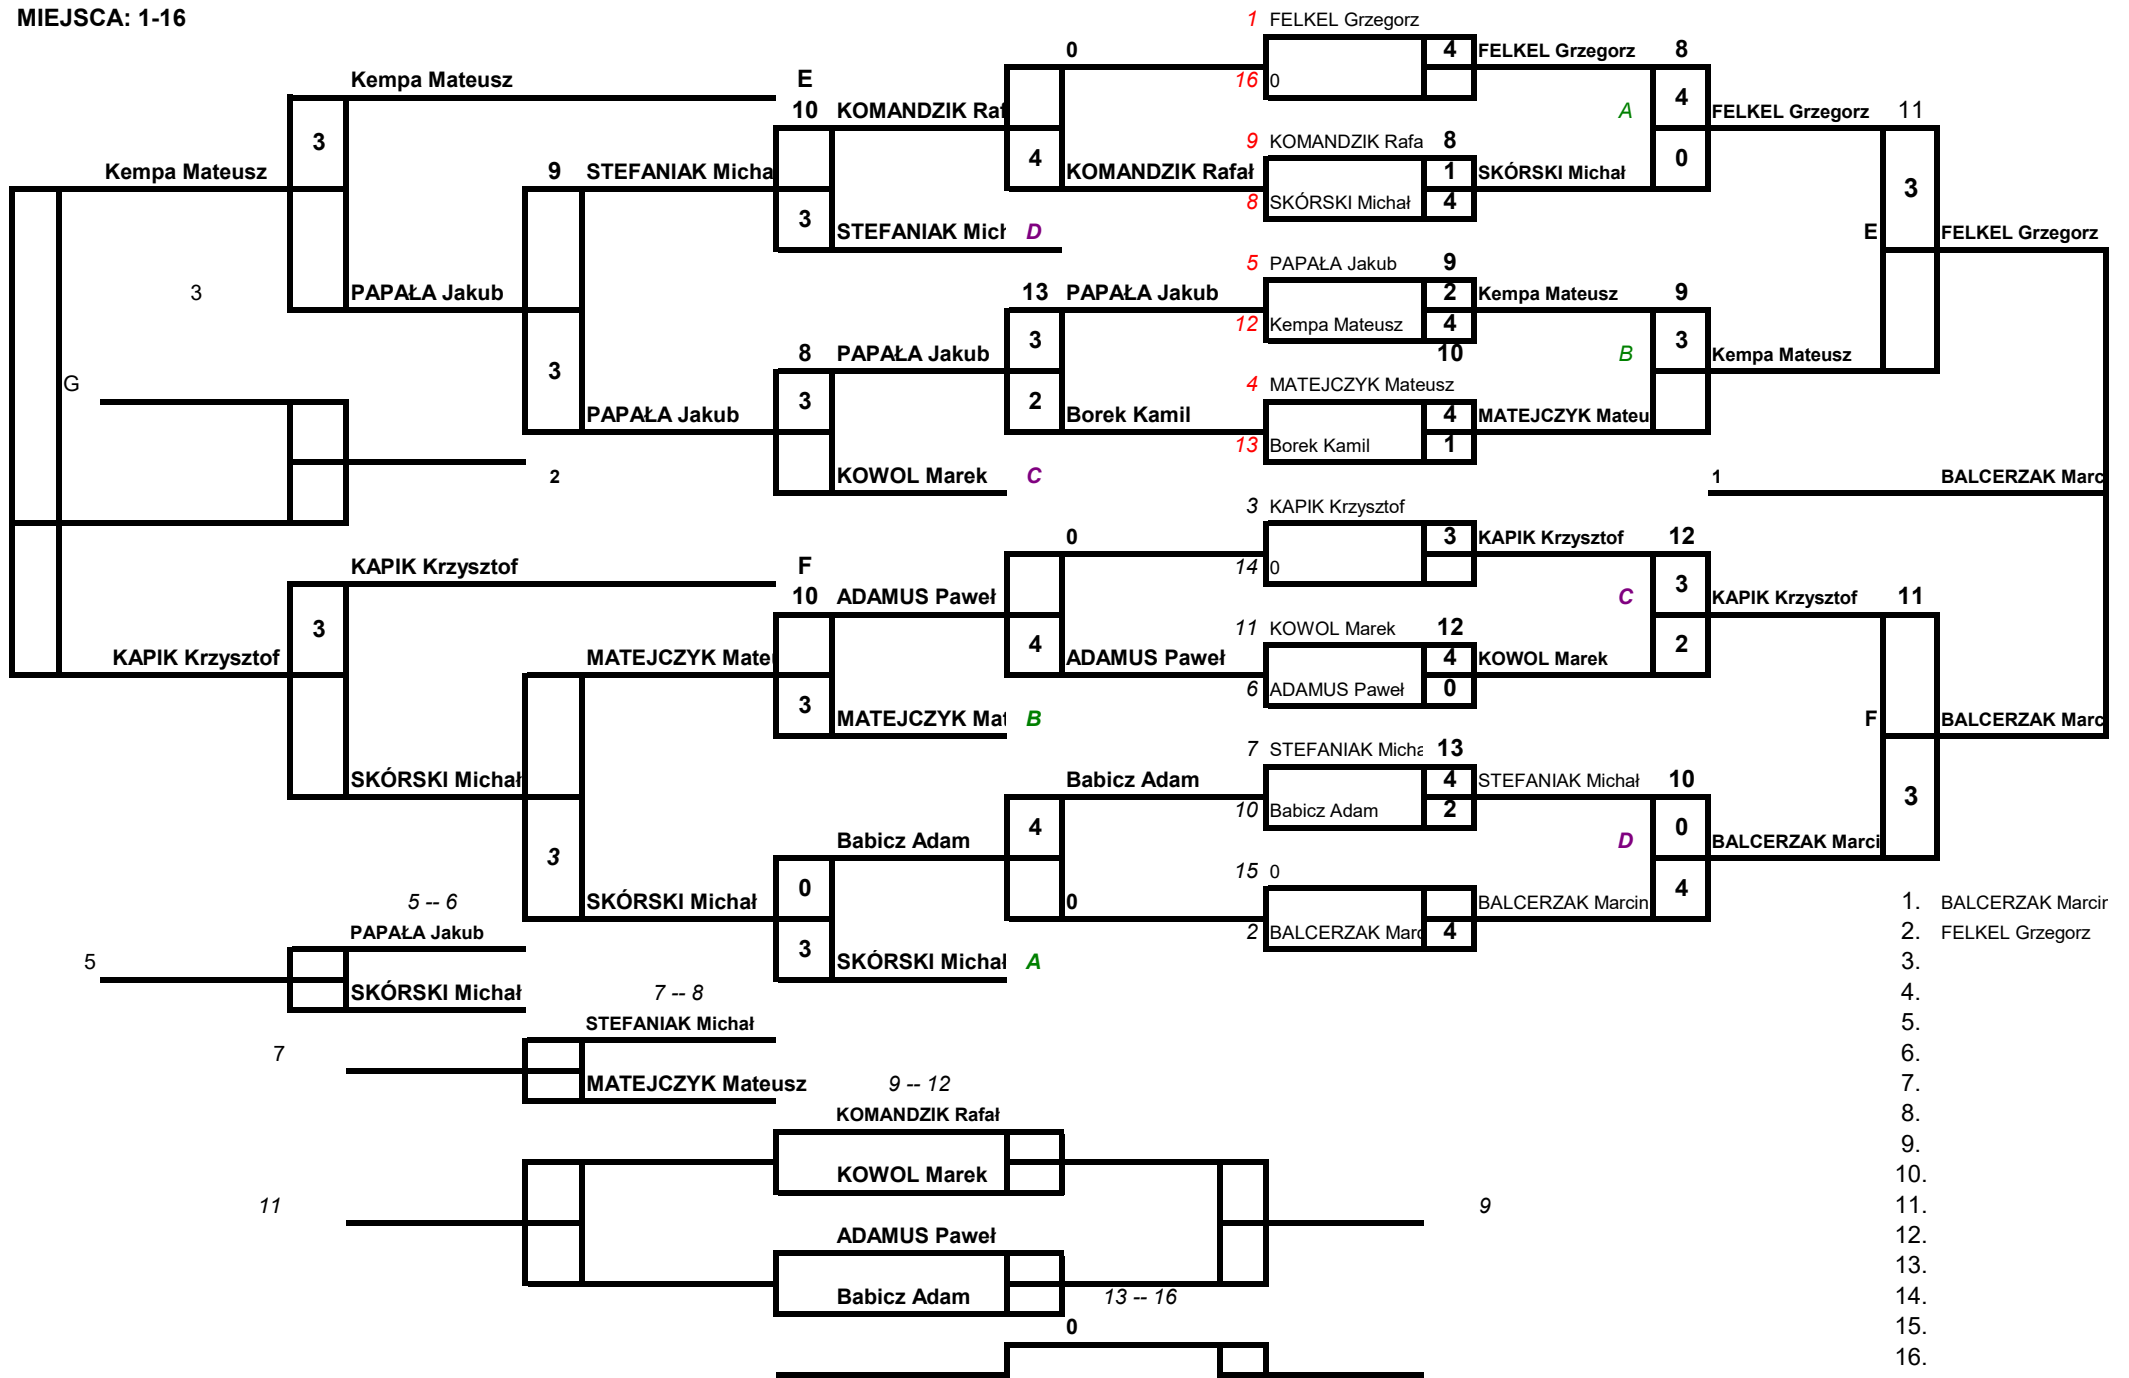 MIEJSCA: 1-16
1 FELKEL Grzegorz
0 4 FELKEL Grzegorz 8
Kempa Mateusz E 16 0
10 KOMANDZIK Raf 4
A FELKEL Grzegorz 11
3 9 KOMANDZIK Rafa 8
4 0
Kempa Mateusz 9 STEFANIAK Micha KOMANDZIK Rafał 1 SKÓRSKI Michał
3
8 SKÓRSKI Michał 4
3 STEFANIAK Mich D E FELKEL Grzegorz
5 PAPAŁA Jakub 9
3 PAPAŁA Jakub 13 PAPAŁA Jakub 2 Kempa Mateusz 9
12 Kempa Mateusz 4
3 3
8 PAPAŁA Jakub 10 B Kempa Mateusz
3
G 4 MATEJCZYK Mateusz
3 2
PAPAŁA Jakub Borek Kamil 4 MATEJCZYK Mateu
13 Borek Kamil 1
2 KOWOL Marek C 1 BALCERZAK Marc
3 KAPIK Krzysztof
0 3 KAPIK Krzysztof 12
KAPIK Krzysztof F 14 0
3
10 ADAMUS Paweł C KAPIK Krzysztof 11
3 11 KOWOL Marek 12
4 2
KAPIK Krzysztof MATEJCZYK Mate ADAMUS Paweł 4 KOWOL Marek
6 ADAMUS Paweł 0
3
MATEJCZYK Mat B F BALCERZAK Marc
7 STEFANIAK Micha 13
SKÓRSKI Michał Babicz Adam 4 STEFANIAK Michał 10
3
10 Babicz Adam 2
4 0
Babicz Adam D BALCERZAK Marci
3
15 0
0 4
5 -- 6 SKÓRSKI Michał 0 BALCERZAK Marcin 1. BALCERZAK Marcin
PAPAŁA Jakub 2 BALCERZAK Marc 4 2. FELKEL Grzegorz
3
5 SKÓRSKI Michał A 3.
SKÓRSKI Michał 7 -- 8 4.
STEFANIAK Michał 5.
7 6.
MATEJCZYK Mateusz 9 -- 12 7.
KOMANDZIK Rafał 8.
9.
KOWOL Marek 10.
11 9 11.
ADAMUS Paweł 12.
13.
Babicz Adam 13 -- 16 14.
0 15.
16.